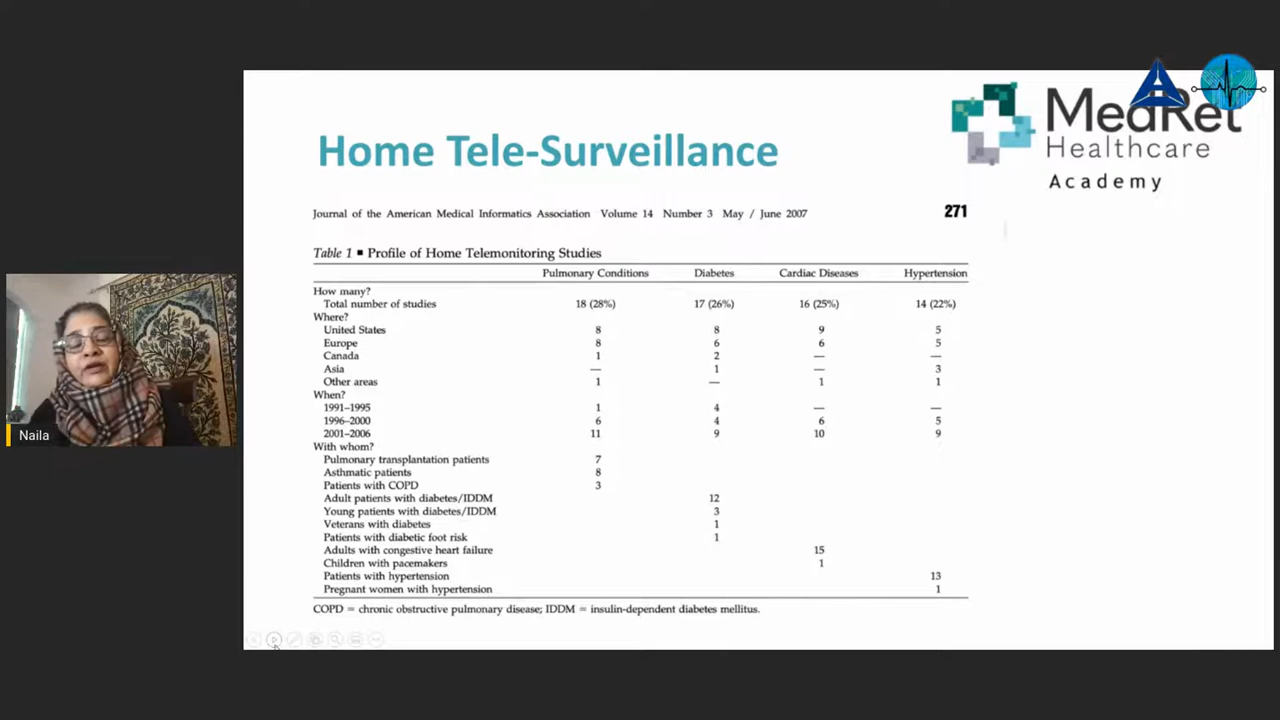 MedRet
Healthcare
Academy
Home Tele-Surveillance
Journal of the American Medical Informatics Association Volume 14 Number 3 May / June 2007 271
Table 1 ■ Profile of Home Telemonitoring Studies
Pulmonary Conditions Diabetes Cardiac Diseases Hypertension
How many?
Total number of studies 18 (28%) 17 (26%) 16 (25%) 14 (22%)
Where?
United States 8 8 9 5
Europe 8 6 6 5
Canada 1 2 — —
Asia — 1 — 3
Other areas 1 — 1 1
When?
1991–1995 1 4 — —
1996–2000 6 4 6 5
2001–2006 11 9 10 9
With whom?
Pulmonary transplantation patients 7
Asthmatic patients 8
Patients with COPD 3
Adult patients with diabetes/IDDM 12
Young patients with diabetes/IDDM 3
Veterans with diabetes 1
Patients with diabetic foot risk 1
Adults with congestive heart failure 15
Children with pacemakers 1
Patients with hypertension 13
Pregnant women with hypertension 1
COPD = chronic obstructive pulmonary disease; IDDM = insulin-dependent diabetes mellitus.
Naila